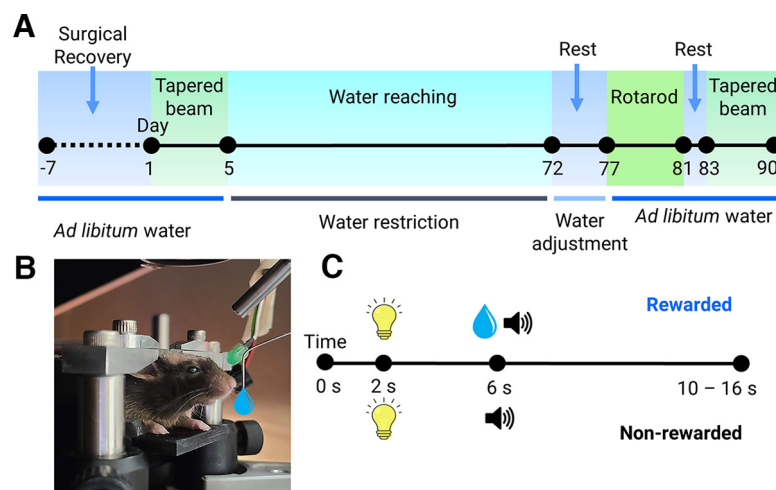 A
Surgical
Recovery
Tapered
beam
Water reaching
Rest
Rotarod
Rest
Tapered
beam
Day
-7
1
5
72
77
81
83
90
Ad libitum water
Water restriction
Water
adjustment
Ad libitum water
B
C
Rewarded
Time
0 s
2 s
6 s
10 – 16 s
Non-rewarded